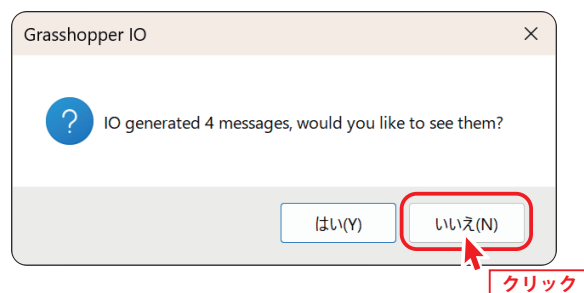 Grasshopper IO
IO generated 4 messages, would you like to see them?
はい(Y)
いいえ(N)
クリック